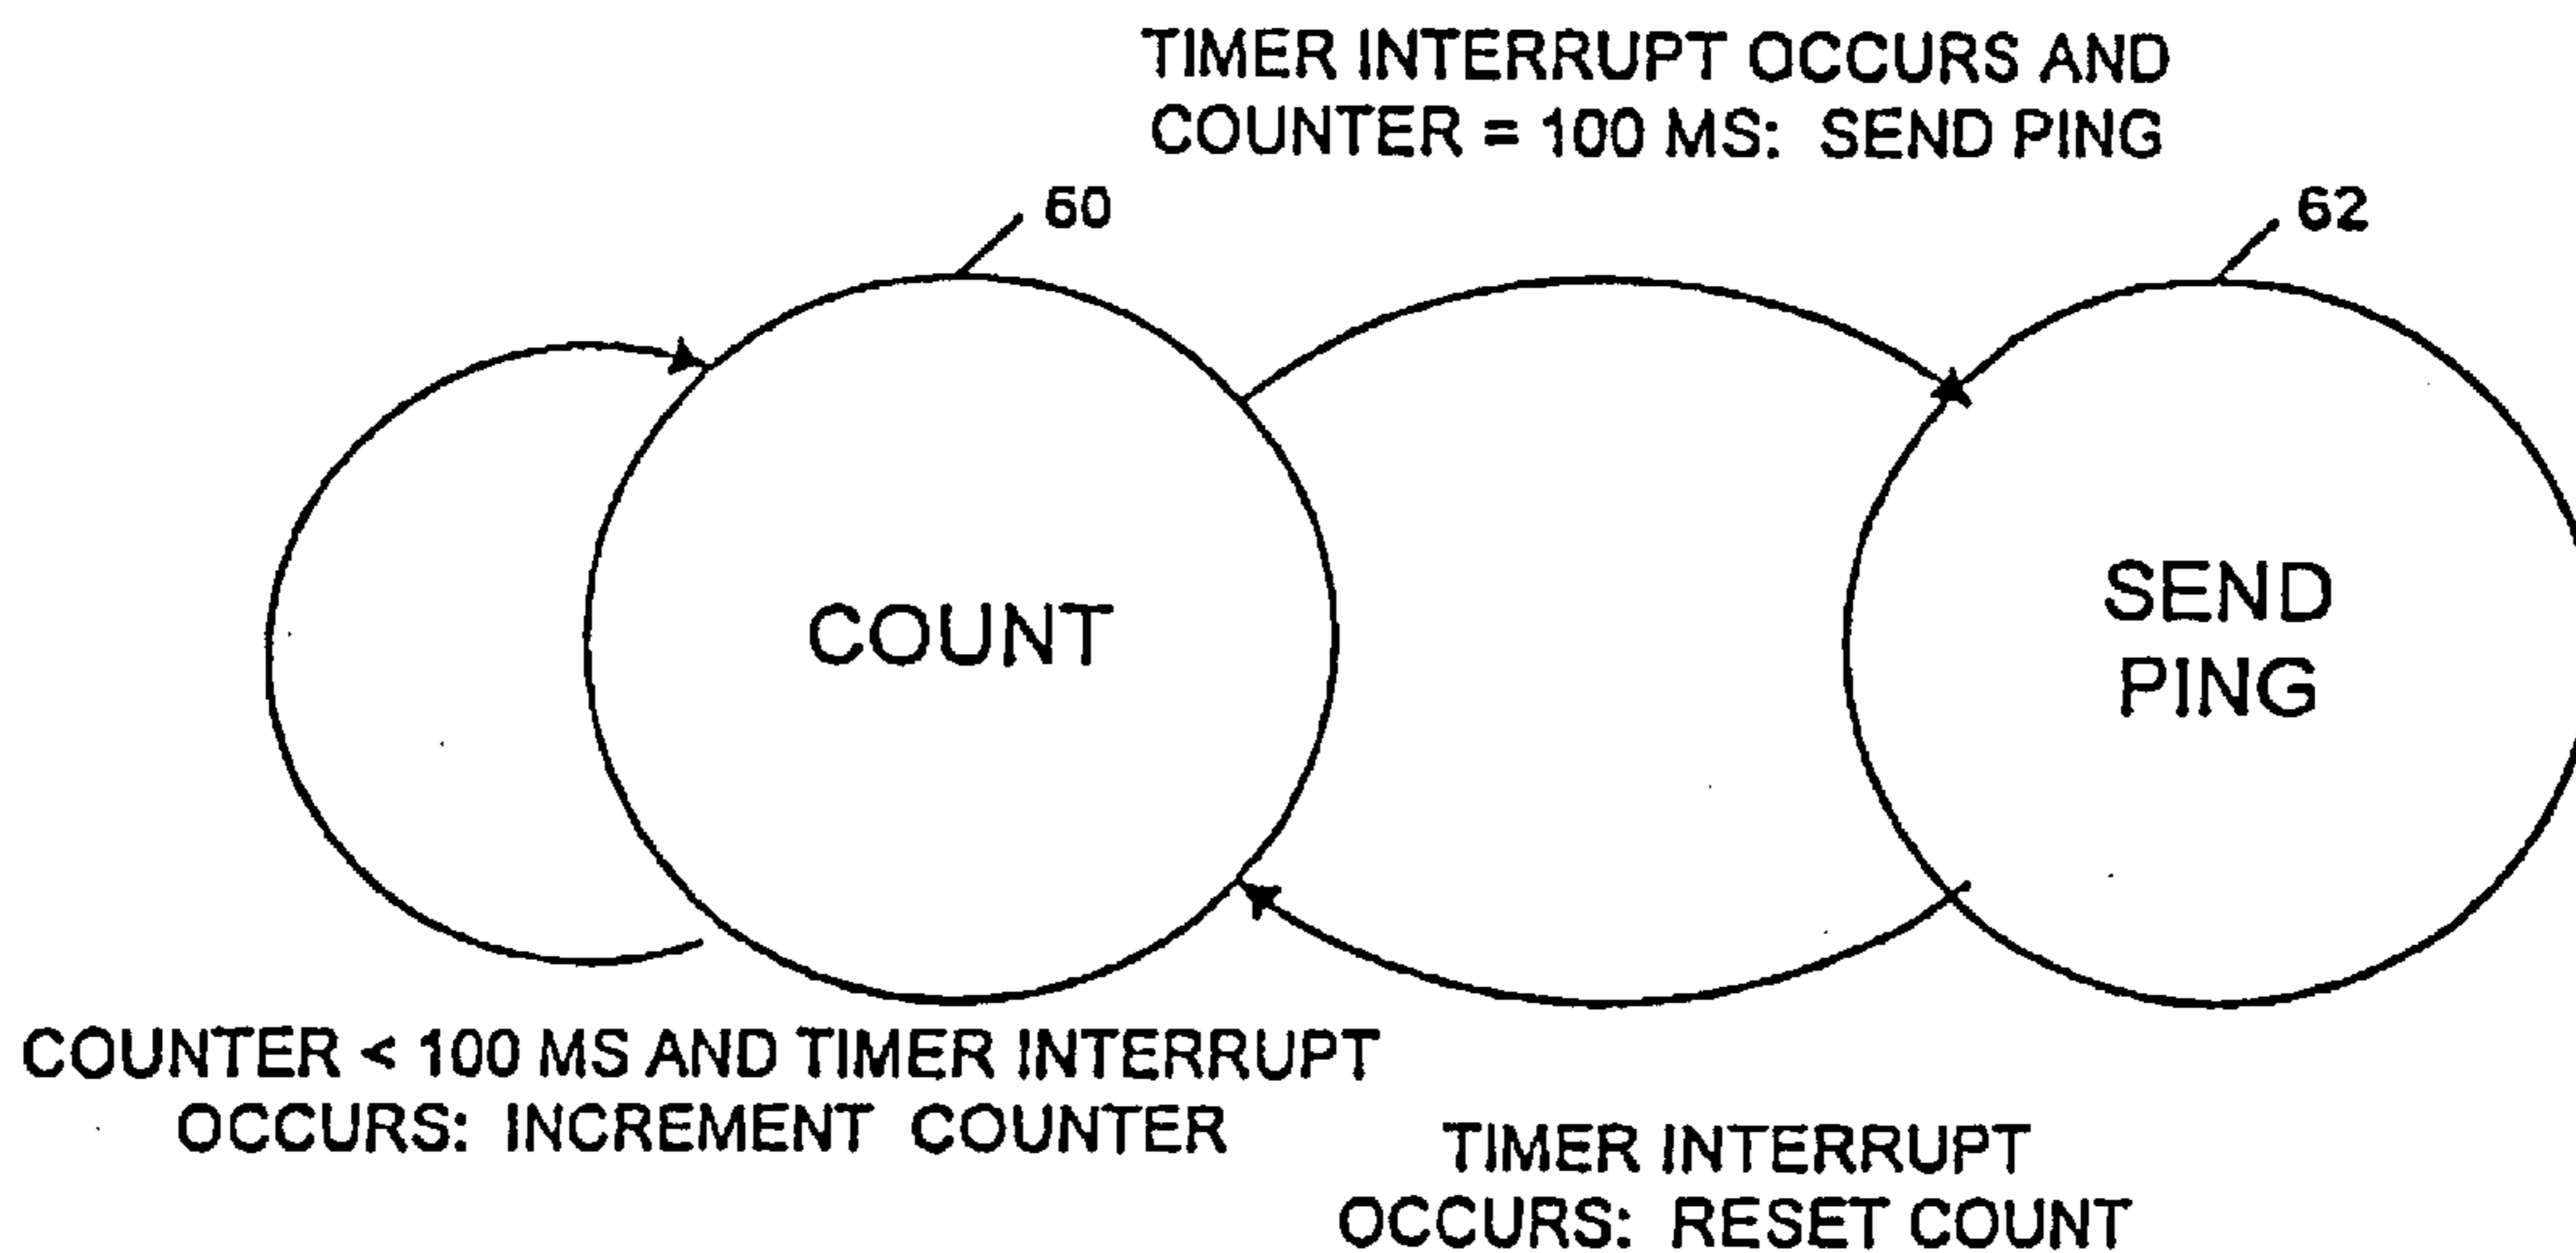 TIMER INTERRUPT OCCURS AND
COUNTER = 100 MS: SEND PING
60
62
COUNT
SEND
PING
COUNTER < 100 MS AND TIMER INTERRUPT
OCCURS: INCREMENT COUNTER
TIMER INTERRUPT
OCCURS: RESET COUNT